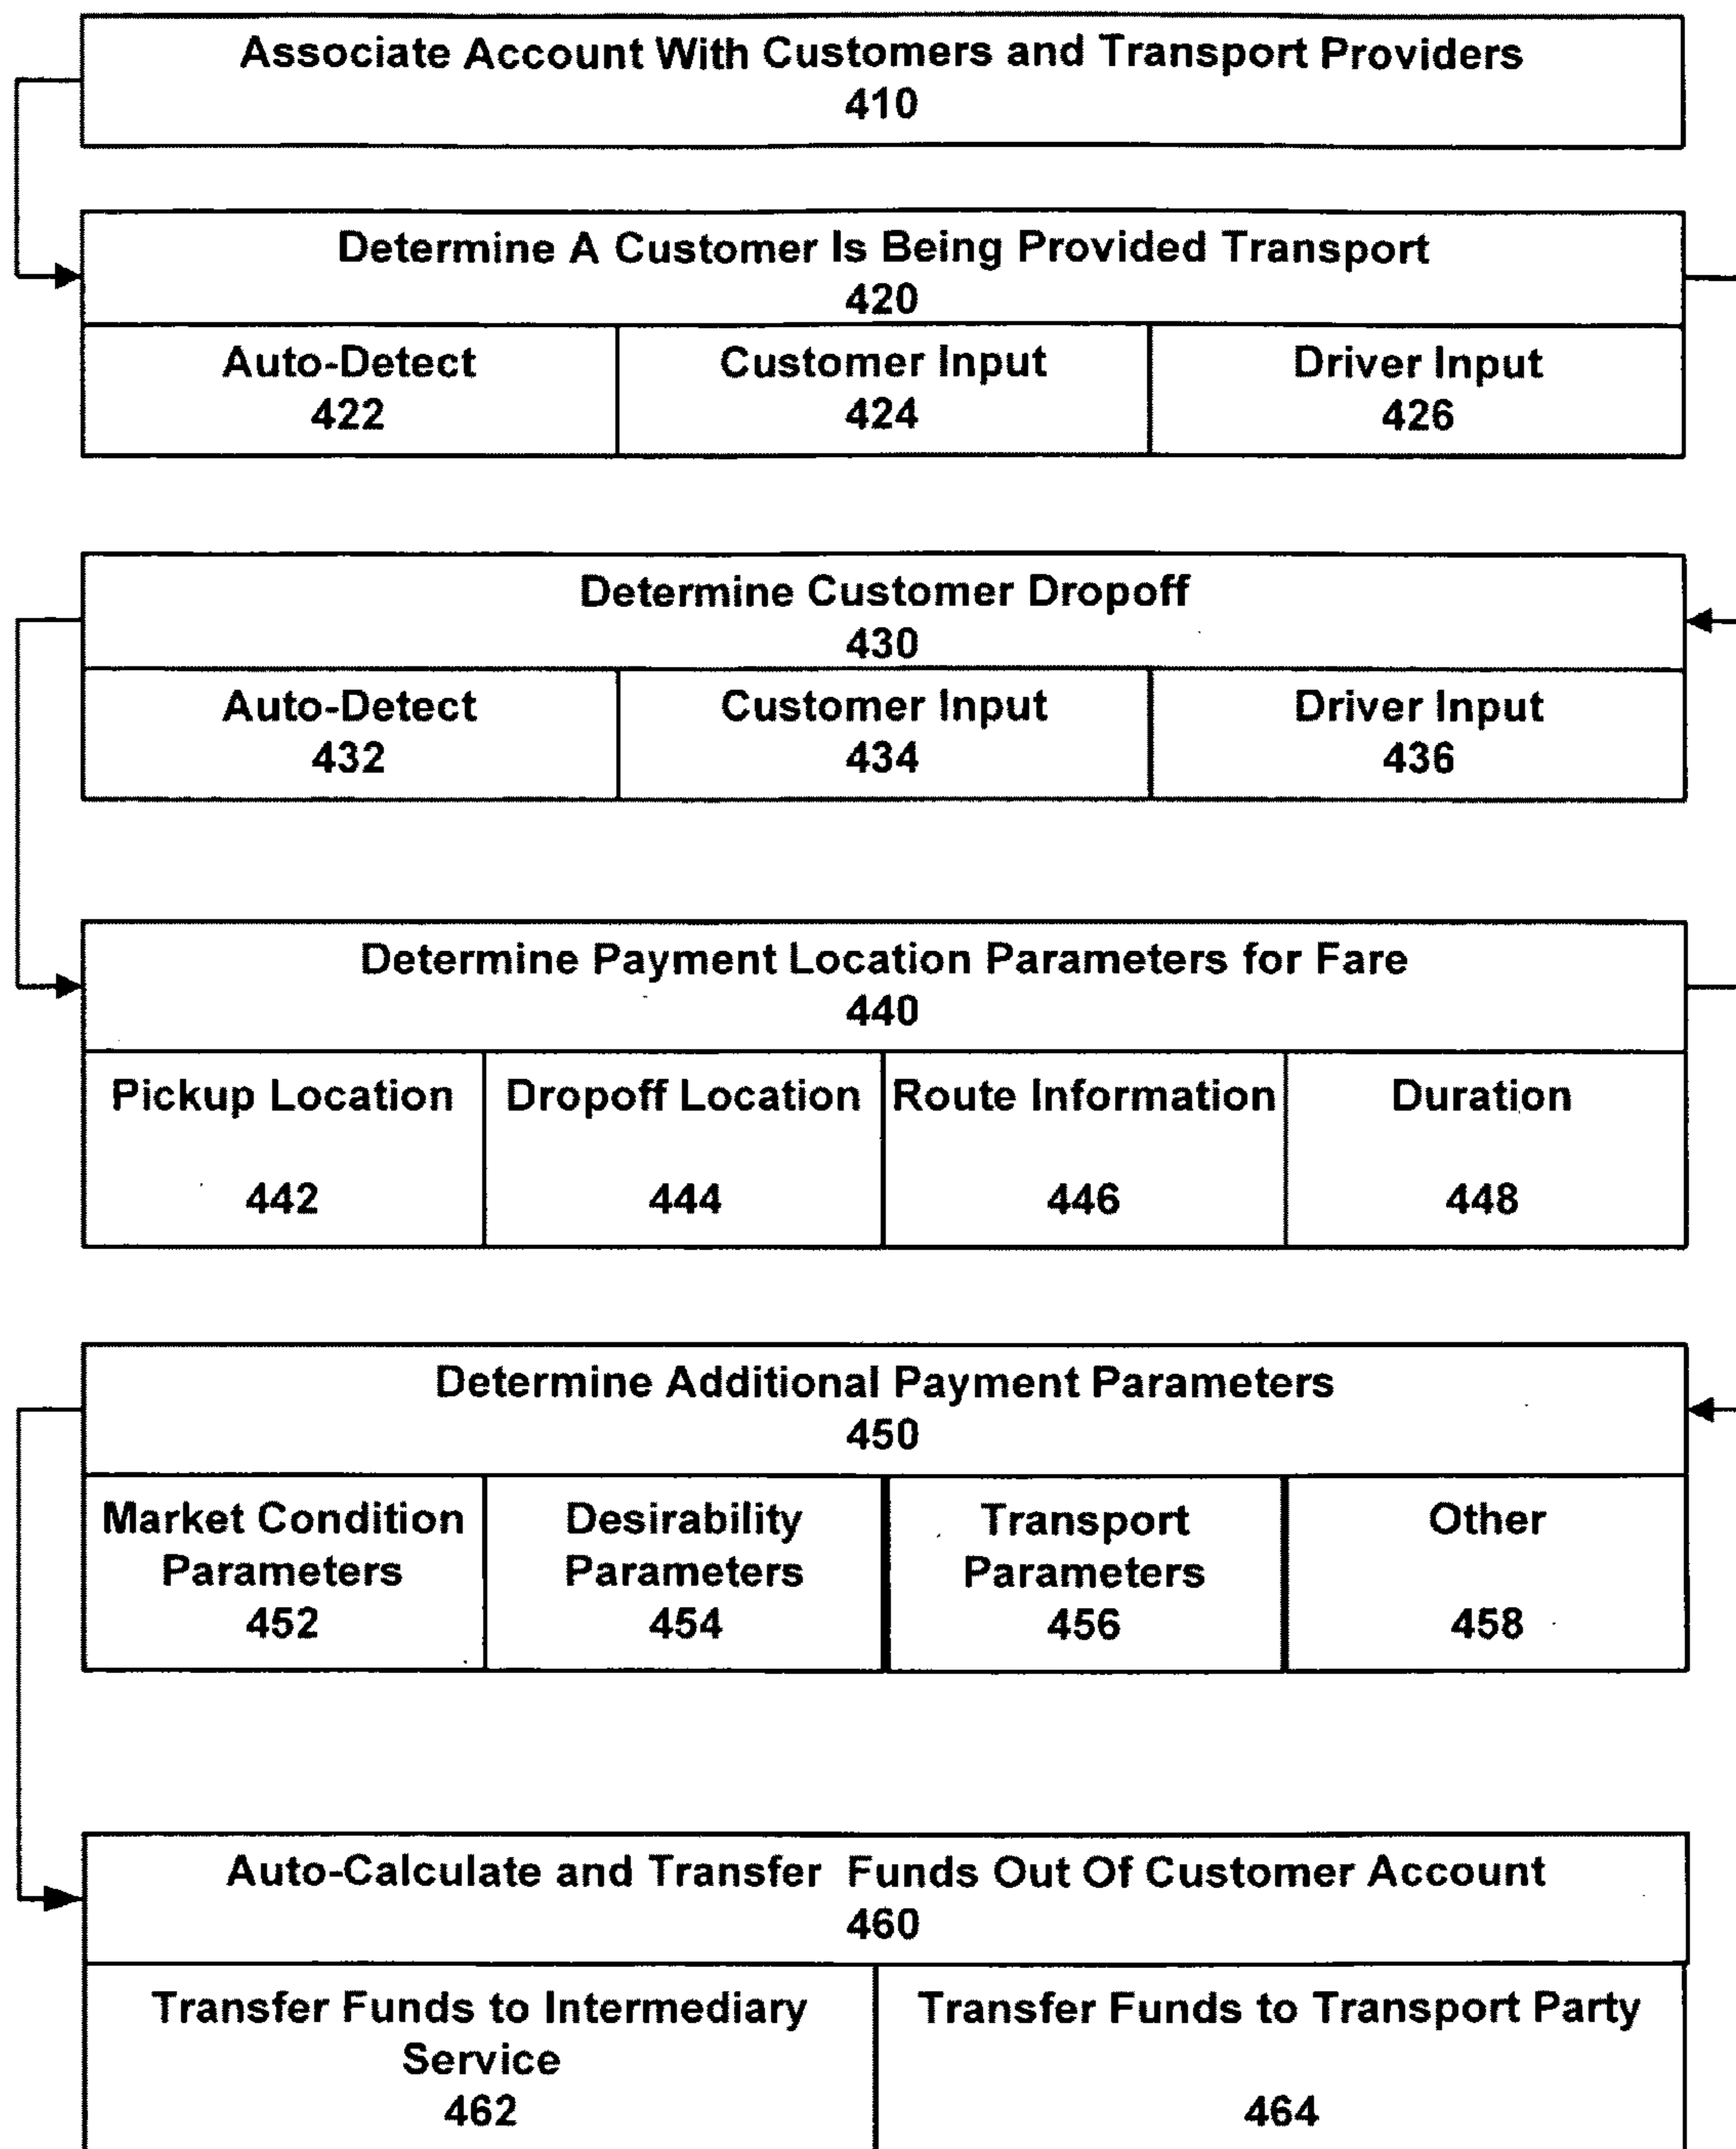 Associate Account With Customers and Transport Providers
410
Determine A Customer Is Being Provided Transport
420
Auto-Detect
422
Customer Input
424
Driver Input
426
Determine Customer Dropoff
430
Auto-Detect
432
Customer Input
434
Driver Input
436
Determine Payment Location Parameters for Fare
440
Pickup Location
442
Dropoff Location
444
Route Information
446
Duration
448
Determine Additional Payment Parameters
450
Market Condition
Parameters
452
Desirability
Parameters
454
Transport
Parameters
456
Other
458
Auto-Calculate and Transfer Funds Out Of Customer Account
460
Transfer Funds to Intermediary
Service
462
Transfer Funds to Transport Party
464